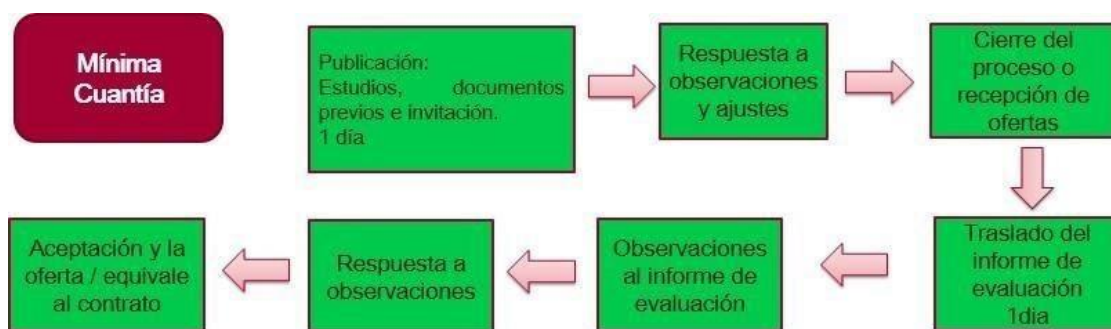 Mínima
Cuantía
Publicación:
Estudios, documentos
previos e invitación.
1 día
Respuesta a
observaciones
y ajustes
Cierre del
proceso o
recepción de
ofertas
Traslado del
informe de
evaluación
1dia
Observaciones
al informe de
evaluación
Respuesta a
observaciones
Aceptación y la
oferta / equivale
al contrato